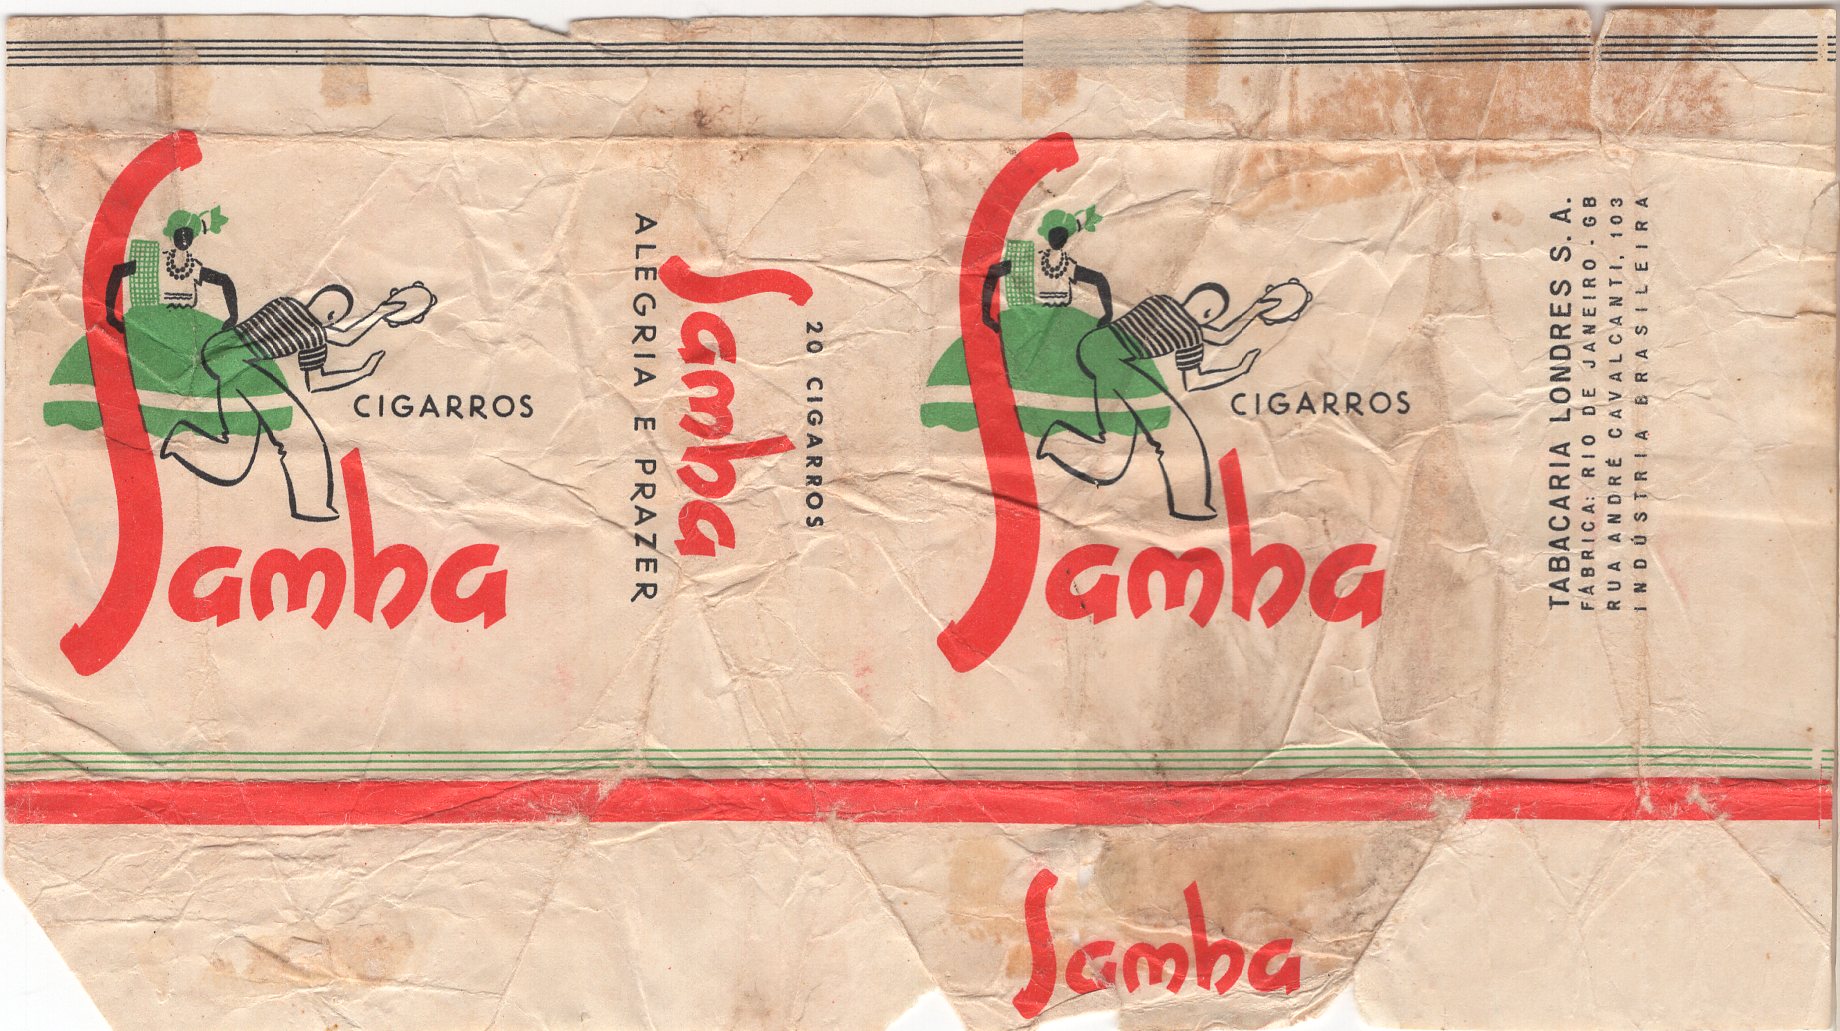 CIGARROS
Samba
ALEGRIA E PRAZER
Samba
20 CIGARROS
CIGARROS
Samba
TABACARIA LONDRES S. A.
FÁBRICA: RIO DE JANEIRO - GB
RUA ANDRÉ CAVALCANTI, 103
INDÚSTRIA BRASILEIRA
Samba